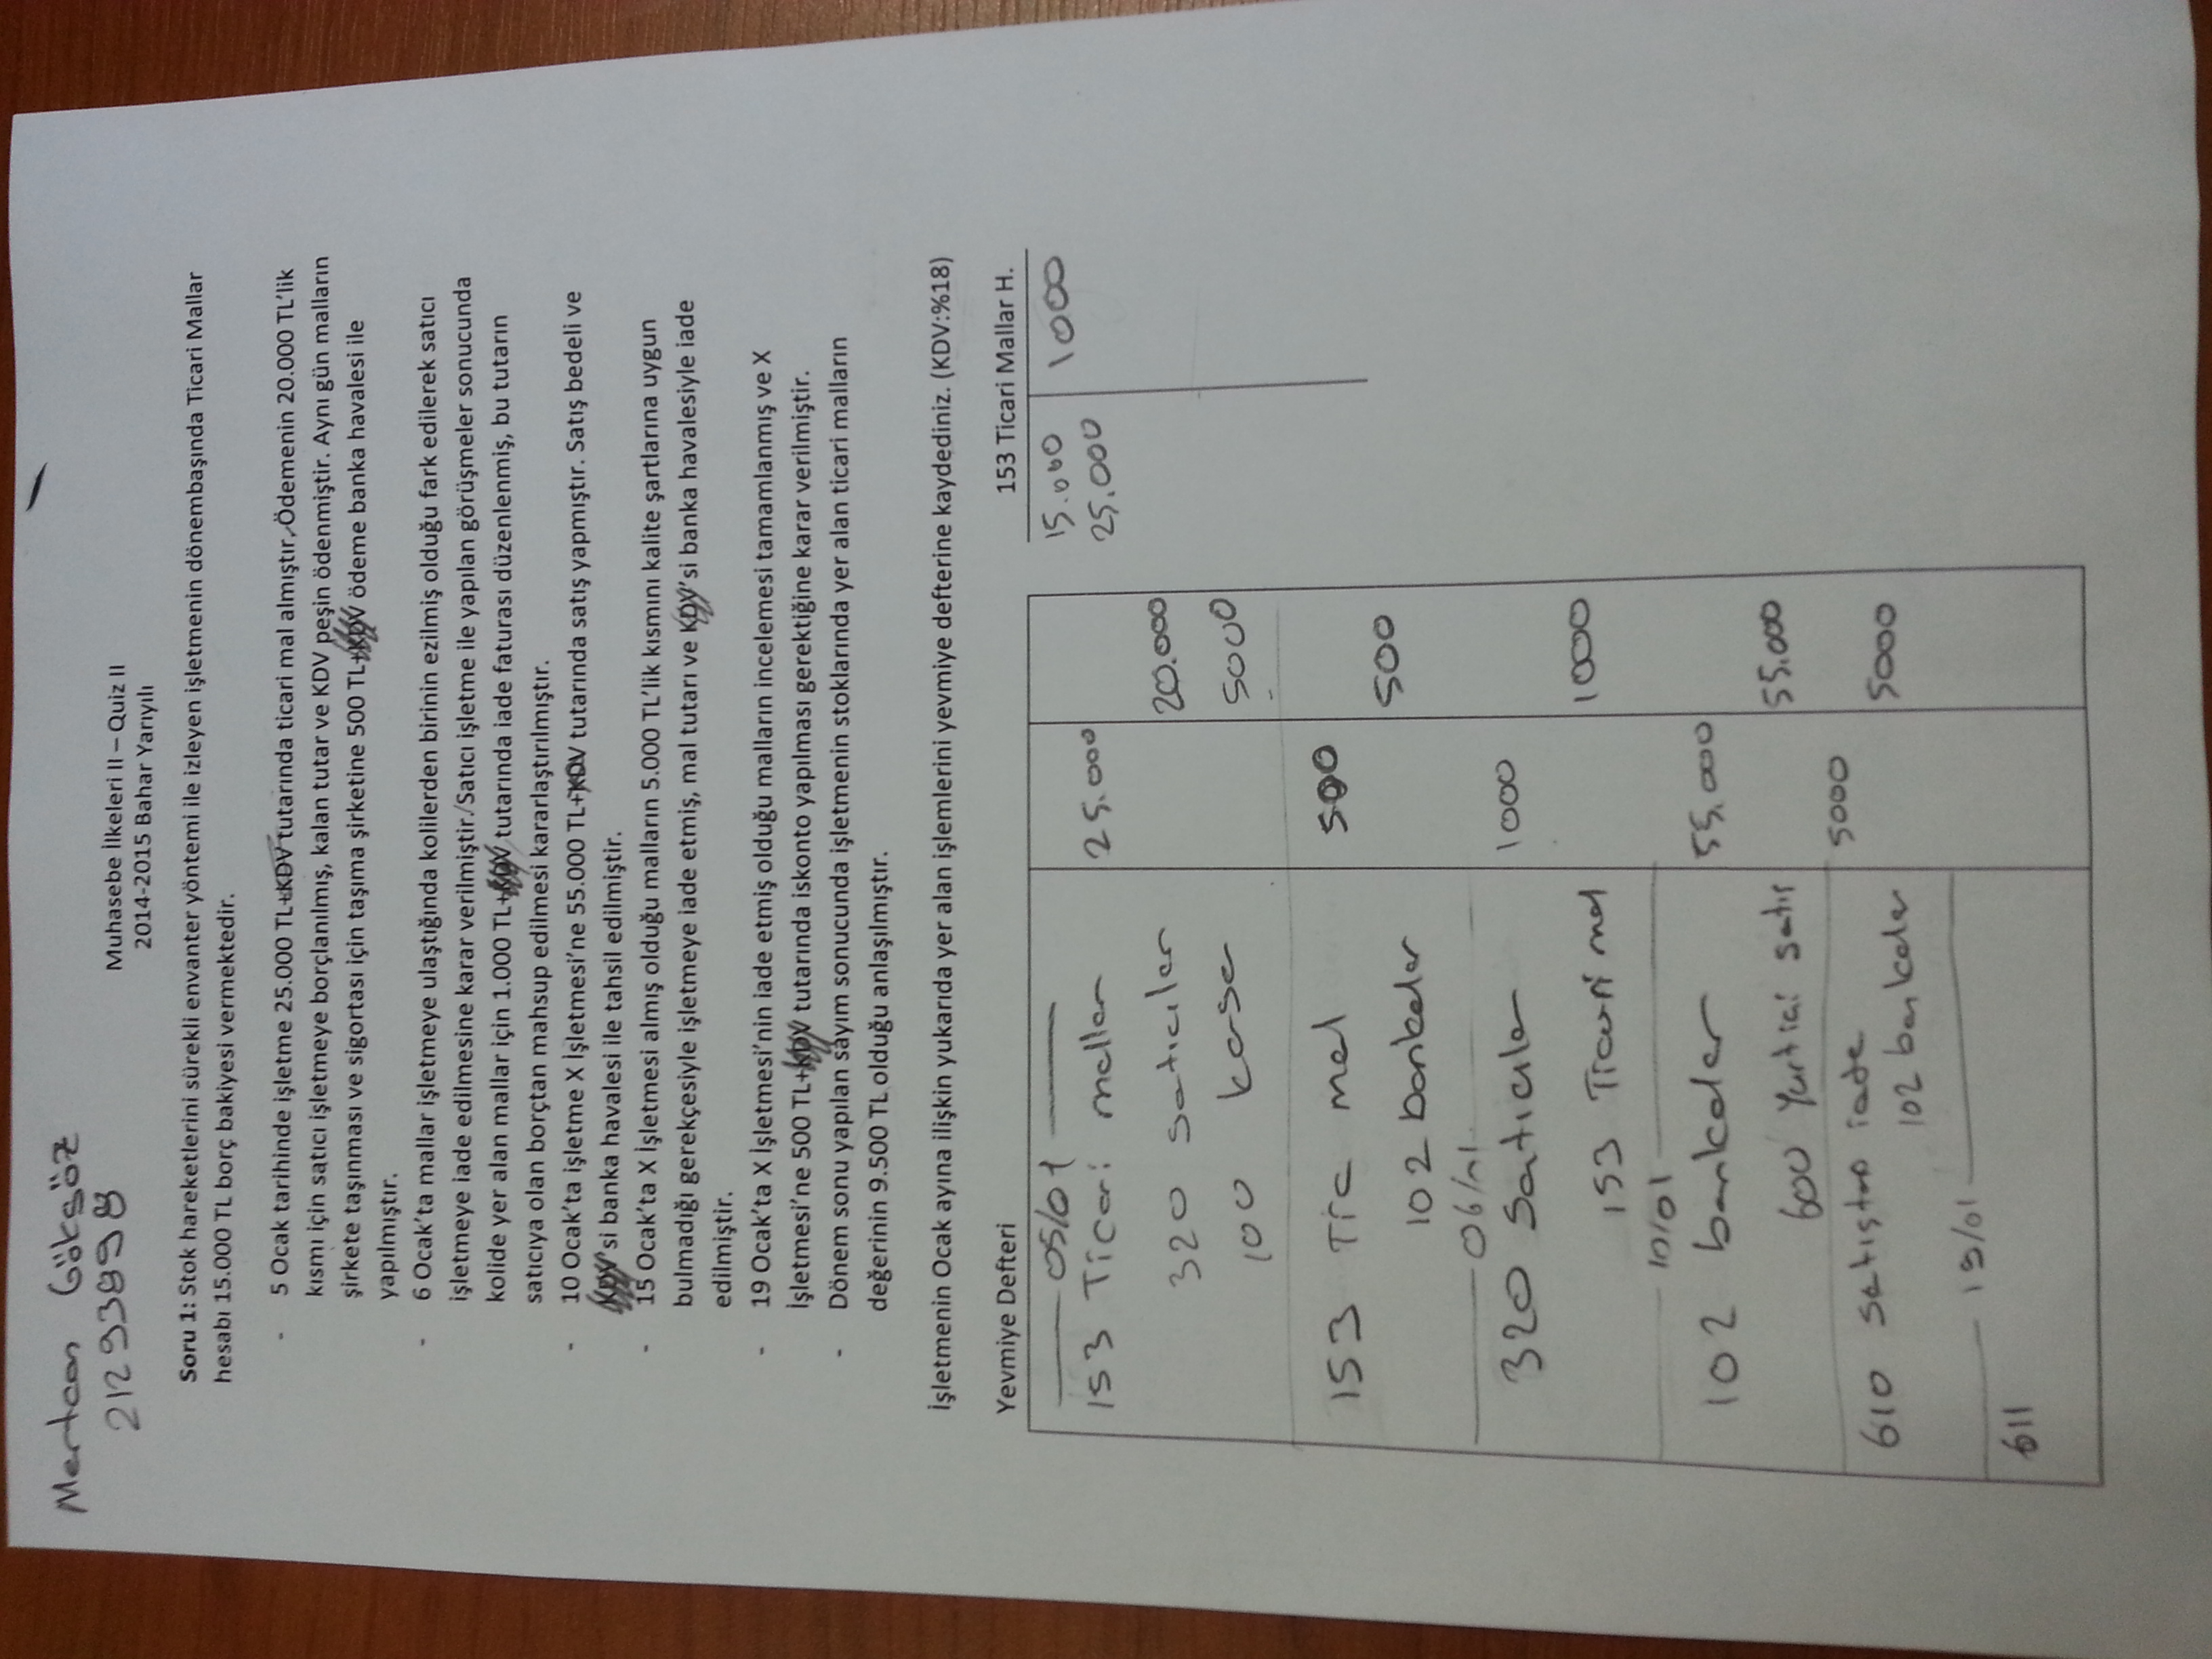 Mertcan Göksöz
21293898
Muhasebe İlkeleri II – Quiz II
2014-2015 Bahar Yarıyılı
Soru 1: Stok hareketlerini sürekli envanter yöntemi ile izleyen işletmenin dönembaşında Ticari Mallar
hesabı 15.000 TL borç bakiyesi vermektedir.
- 5 Ocak tarihinde işletme 25.000 TL+KDV tutarında ticari mal almıştır. Ödemenin 20.000 TL'lik
kısmı için satıcı işletmeye borçlanılmış, kalan tutar ve KDV peşin ödenmiştir. Aynı gün malların
şirkete taşınması ve sigortası için taşıma şirketine 500 TL+KDV ödeme banka havalesi ile
yapılmıştır.
- 6 Ocak'ta mallar işletmeye ulaştığında kolilerden birinin ezilmiş olduğu fark edilerek satıcı
işletmeye iade edilmesine karar verilmiştir./Satıcı işletme ile yapılan görüşmeler sonucunda
kolide yer alan mallar için 1.000 TL+KDV tutarında iade faturası düzenlenmiş, bu tutarın
satıcıya olan borçtan mahsup edilmesi kararlaştırılmıştır.
- 10 Ocak'ta işletme X İşletmesi'ne 55.000 TL+KDV tutarında satış yapmıştır. Satış bedeli ve
KDV'si banka havalesi ile tahsil edilmiştir.
- 15 Ocak'ta X İşletmesi almış olduğu malların 5.000 TL'lik kısmını kalite şartlarına uygun
bulmadığı gerekçesiyle işletmeye iade etmiş, mal tutarı ve KDV'si banka havalesiyle iade
edilmiştir.
- 19 Ocak'ta X İşletmesi'nin iade etmiş olduğu malların incelemesi tamamlanmış ve X
İşletmesi'ne 500 TL+KDV tutarında iskonto yapılması gerektiğine karar verilmiştir.
- Dönem sonu yapılan sayım sonucunda işletmenin stoklarında yer alan ticari malların
değerinin 9.500 TL olduğu anlaşılmıştır.
İşletmenin Ocak ayına ilişkin yukarıda yer alan işlemlerini yevmiye defterine kaydediniz. (KDV:%18)
Yevmiye Defteri
05/01
153 Ticari mallar 25.000
320 satıcılar 20.000
100 kasa 5000
153 Tic mal 500
102 bankalar 500
06/01
320 Satıcılar 1000
153 Ticari mal 1000
10/01
102 bankalar 55.000
600 Yurtiçi satış 55.000
610 satıştan iade 5000
102 bankalar 5000
19/01
611
153 Ticari Mallar H.
15.000 1000
25.000